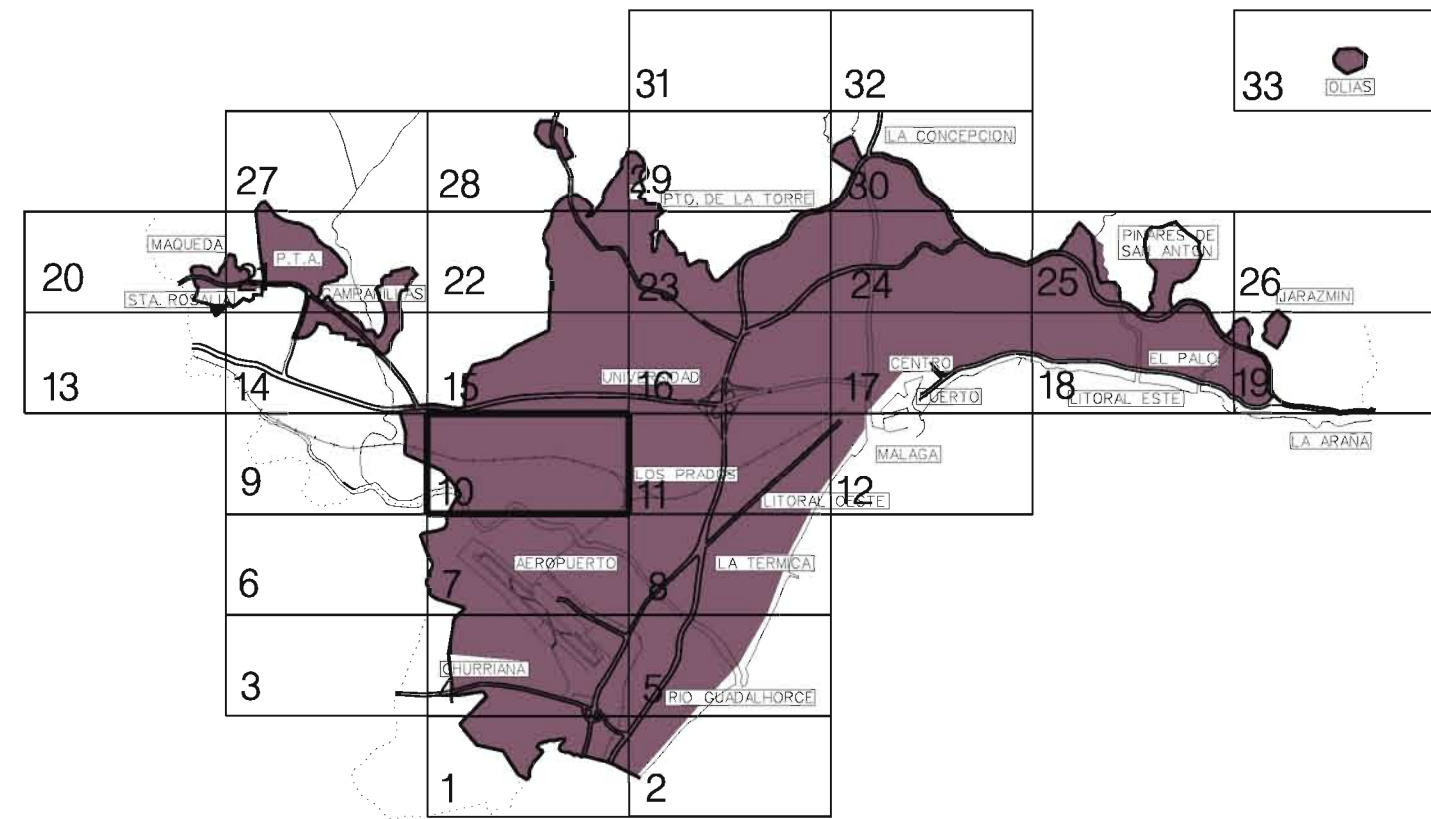 31
32
33
OLIAS
LA CONCEPCION
27
28
29
PTO. DE LA TORRE
30
MAQUEDA
P.T.A.
PINARES DE
SAN ANTON
20
21
STA. ROSALIA
CAMPANILLAS
22
23
24
25
26
JARAZMIN
13
14
15
UNIVERSIDAD
16
17
CENTRO
PUERTO
18
EL PALO
LITORAL ESTE
19
LA ARAÑA
MALAGA
9
10
LOS PRADOS
11
LITORAL OESTE
12
6
7
AEROPUERTO
8
LA TERMICA
3
CHURRIANA
5
RIO GUADALHORCE
1
2